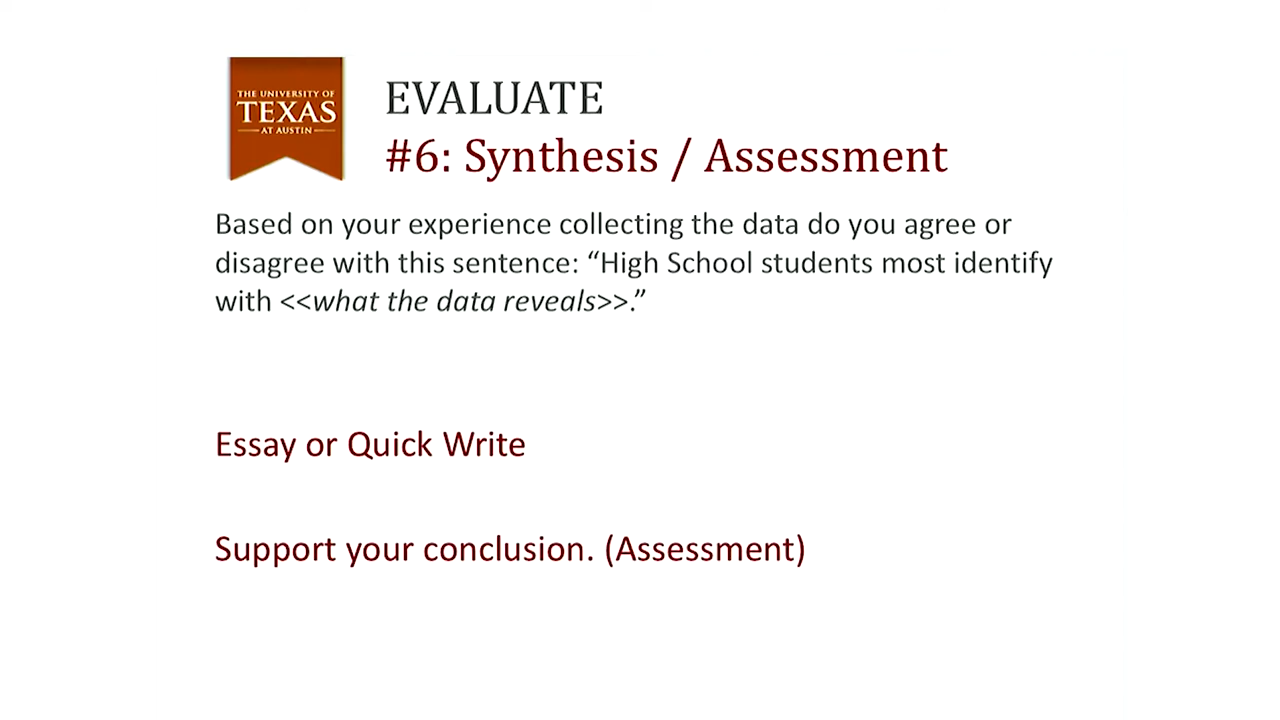 THE UNIVERSITY OF
TEXAS
AT AUSTIN
EVALUATE
#6: Synthesis / Assessment
Based on your experience collecting the data do you agree or
disagree with this sentence: “High School students most identify
with <<what the data reveals>>.”
Essay or Quick Write
Support your conclusion. (Assessment)